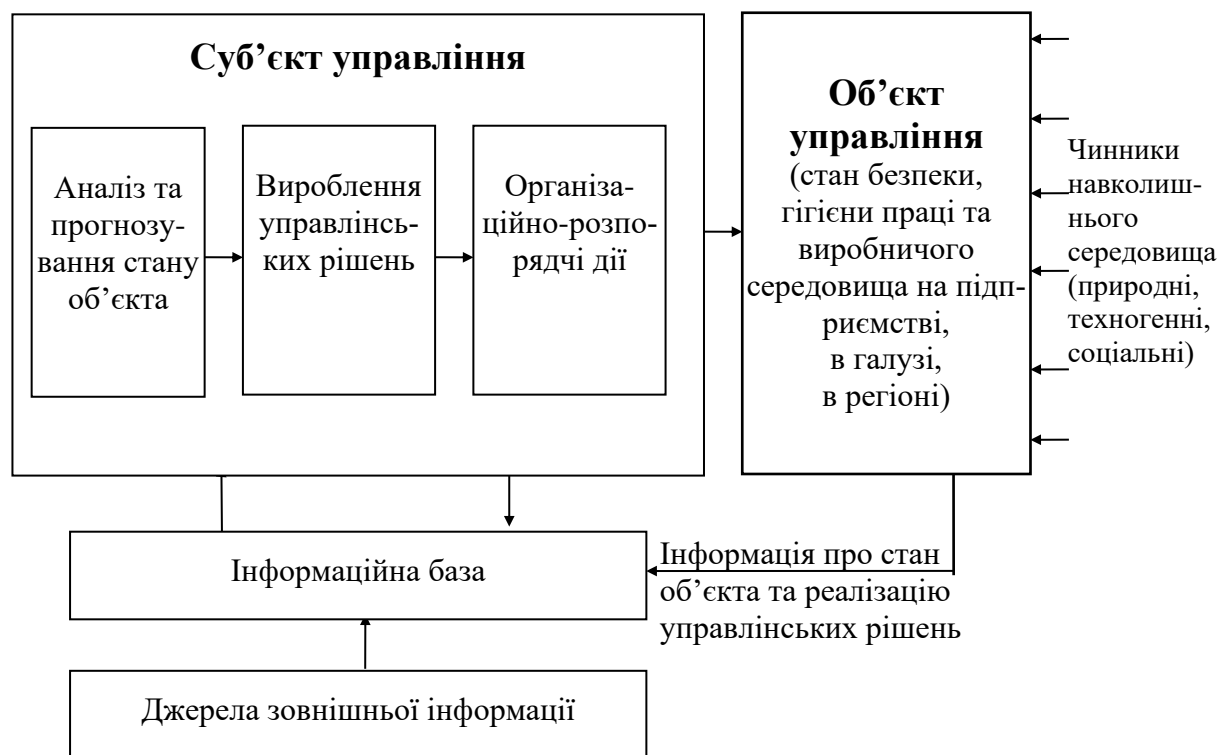 Суб’єкт управління
Аналіз та
прогнозу-
вання стану
об’єкта
Вироблення
управлінсь-
ких рішень
Організа-
ційно-розпо-
рядчі дії
Об’єкт
управління
(стан безпеки,
гігієни праці та
виробничого
середовища на підп-
риємстві,
в галузі,
в регіоні)
Чинники
навколиш-
нього
середовища
(природні,
техногенні,
соціальні)
Інформаційна база
Інформація про стан
об’єкта та реалізацію
управлінських рішень
Джерела зовнішньої інформації